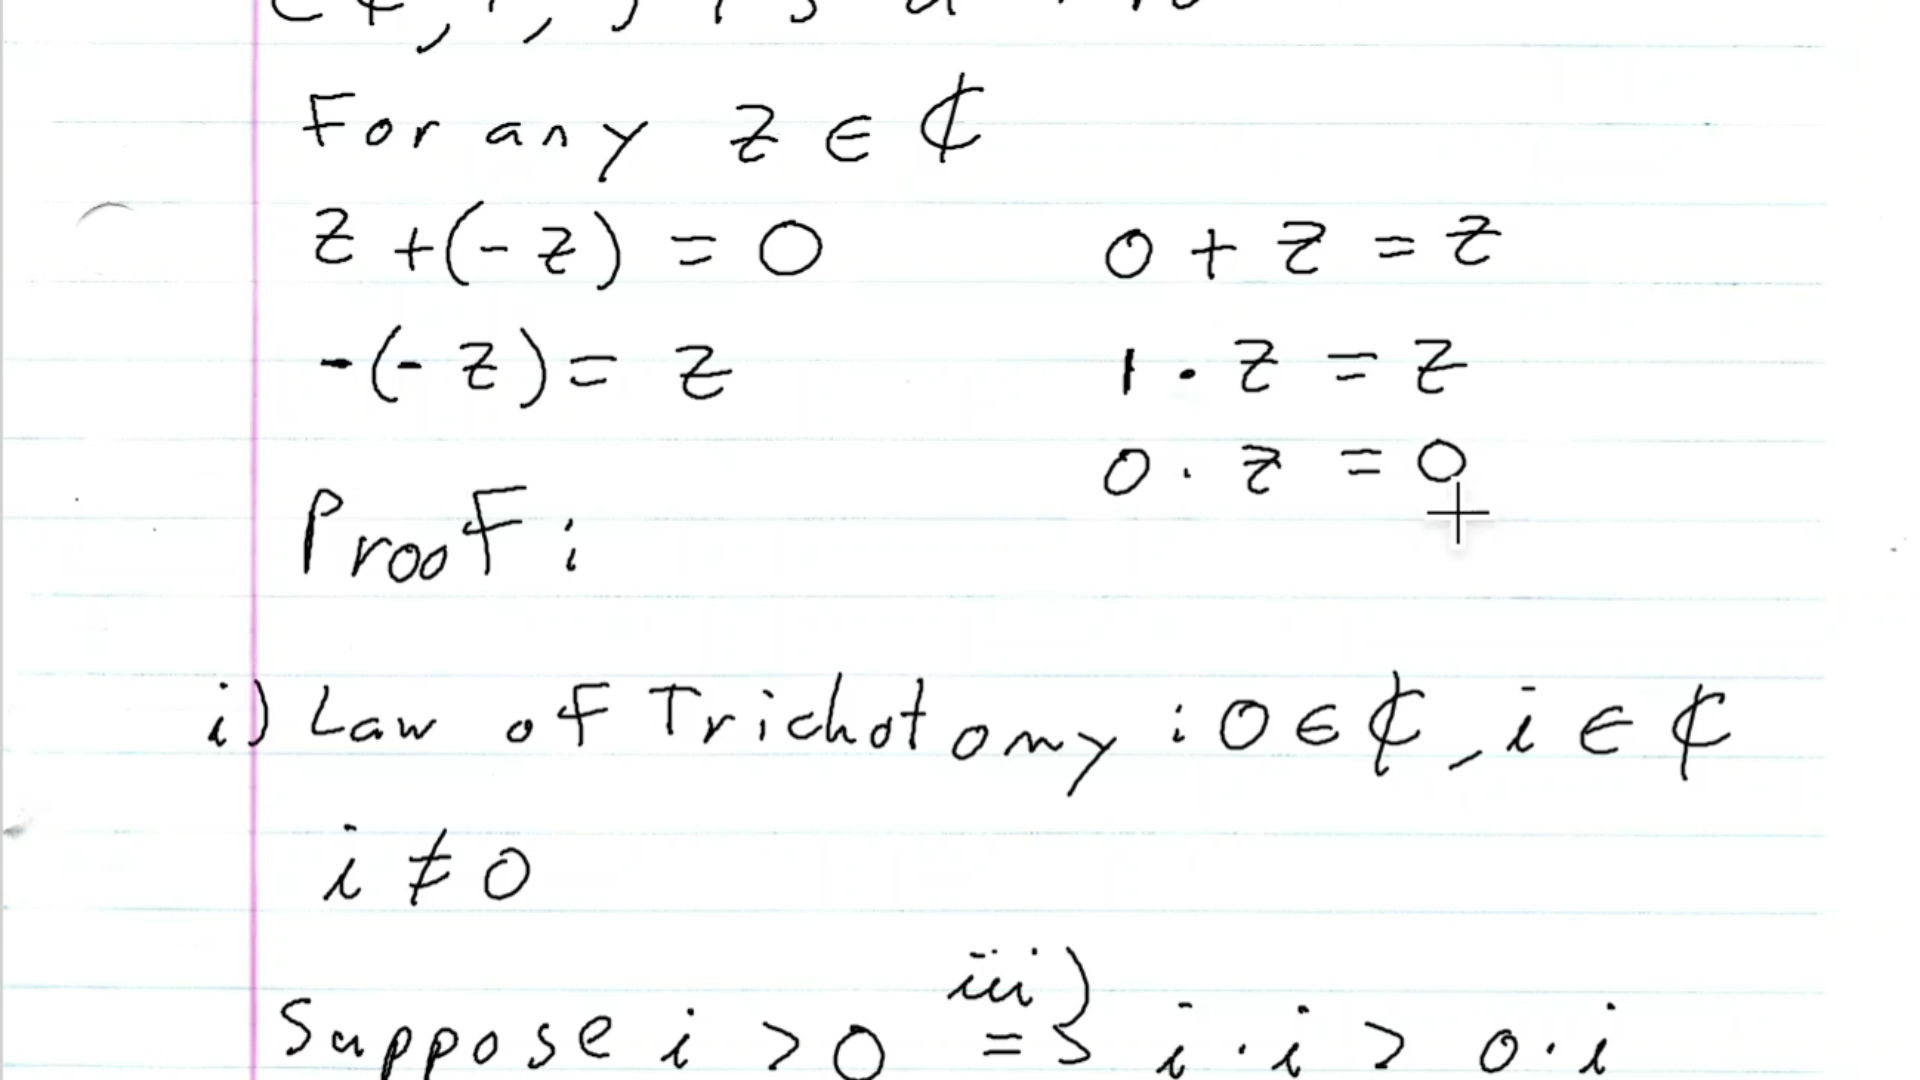 For any z ∈ ℂ
z + (-z) = 0 0 + z = z
-(-z) = z 1 · z = z
0 · z = 0
Proof:
i) Law of Trichotomy : 0 ∈ ℂ, i ∈ ℂ
i ≠ 0
Suppose i > 0 iii) => i · i > 0 · i